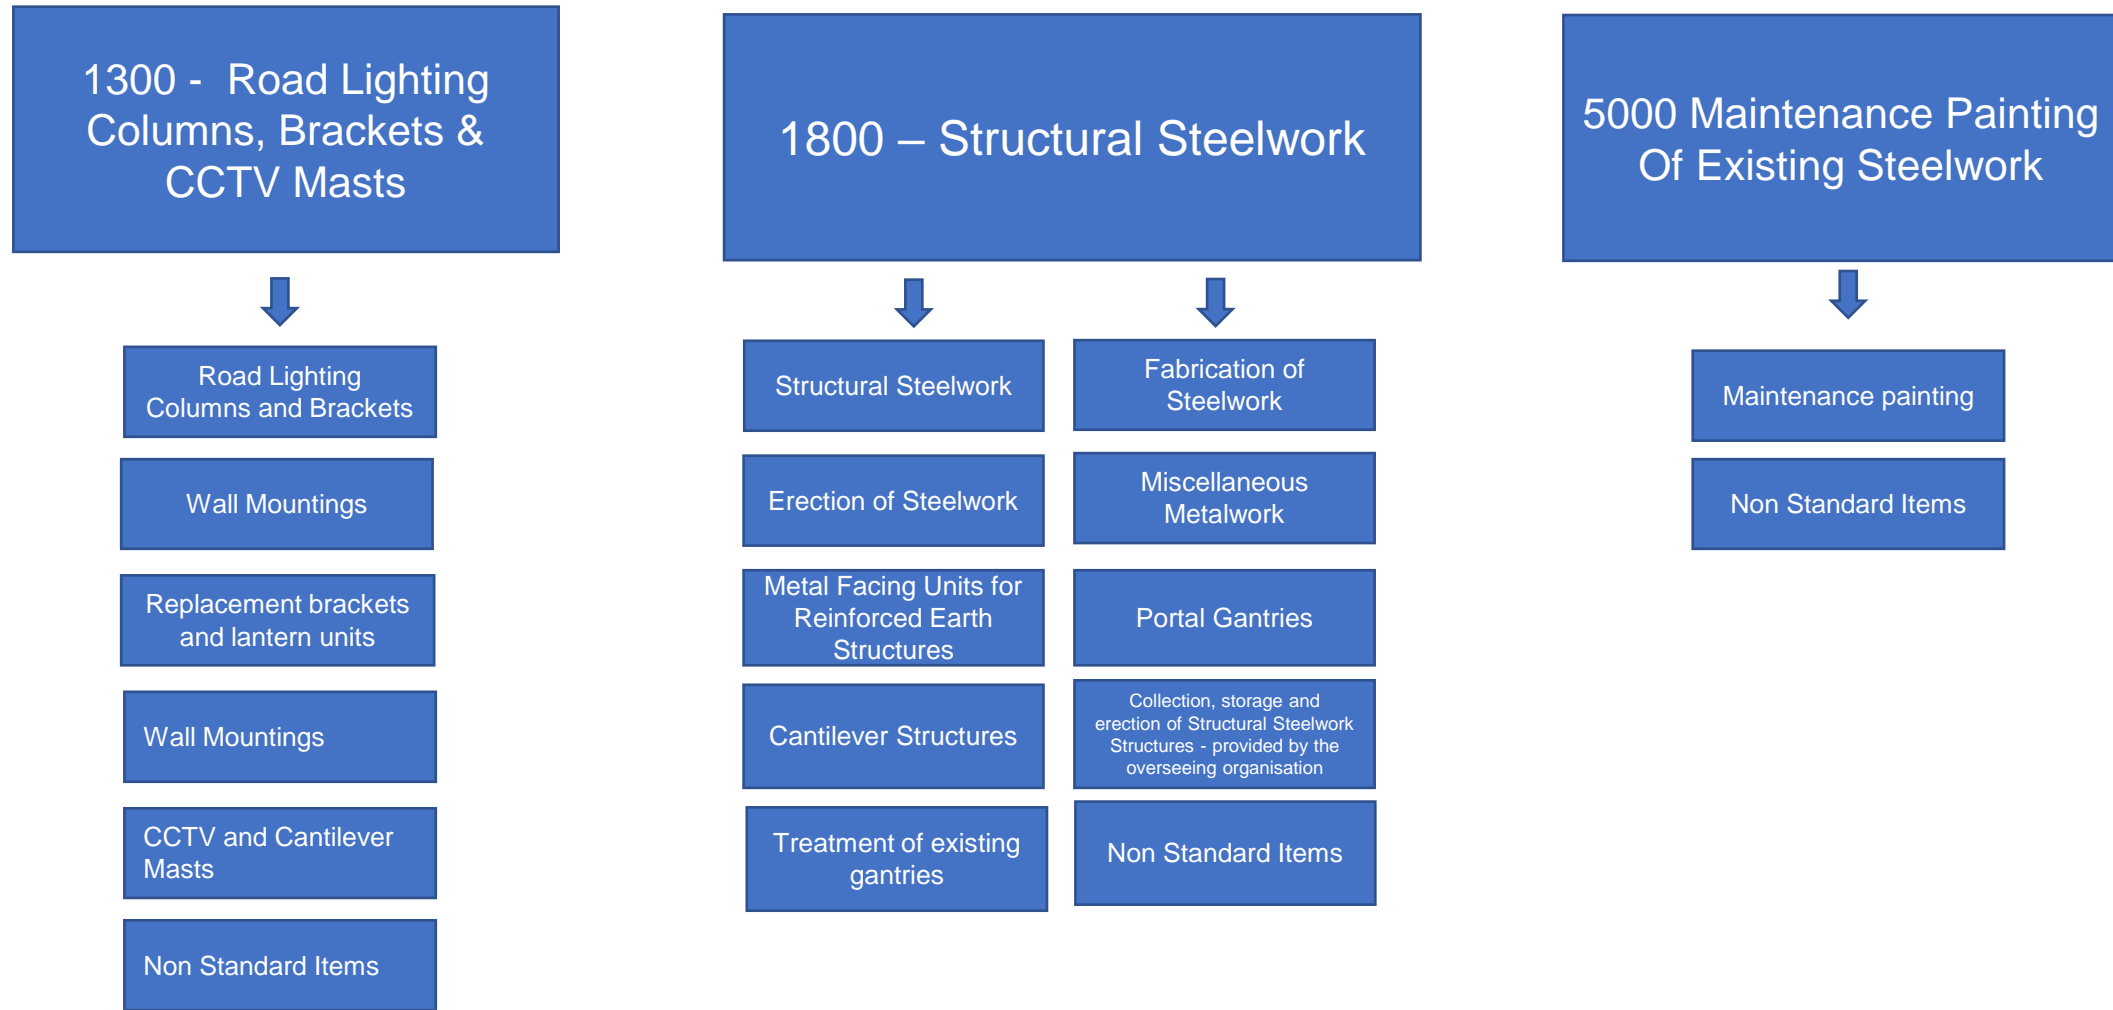 1300 -  Road Lighting
Columns, Brackets &
CCTV Masts
Road Lighting
Columns and Brackets
Wall Mountings
Replacement brackets
and lantern units
Wall Mountings
CCTV and Cantilever
Masts
Non Standard Items
1800 – Structural Steelwork
Structural Steelwork
Erection of Steelwork
Metal Facing Units for
Reinforced Earth
Structures
Cantilever Structures
Treatment of existing
gantries
Fabrication of
Steelwork
Miscellaneous
Metalwork
Portal Gantries
Collection, storage and
erection of Structural Steelwork
Structures - provided by the
overseeing organisation
Non Standard Items
5000 Maintenance Painting
Of Existing Steelwork
Maintenance painting
Non Standard Items